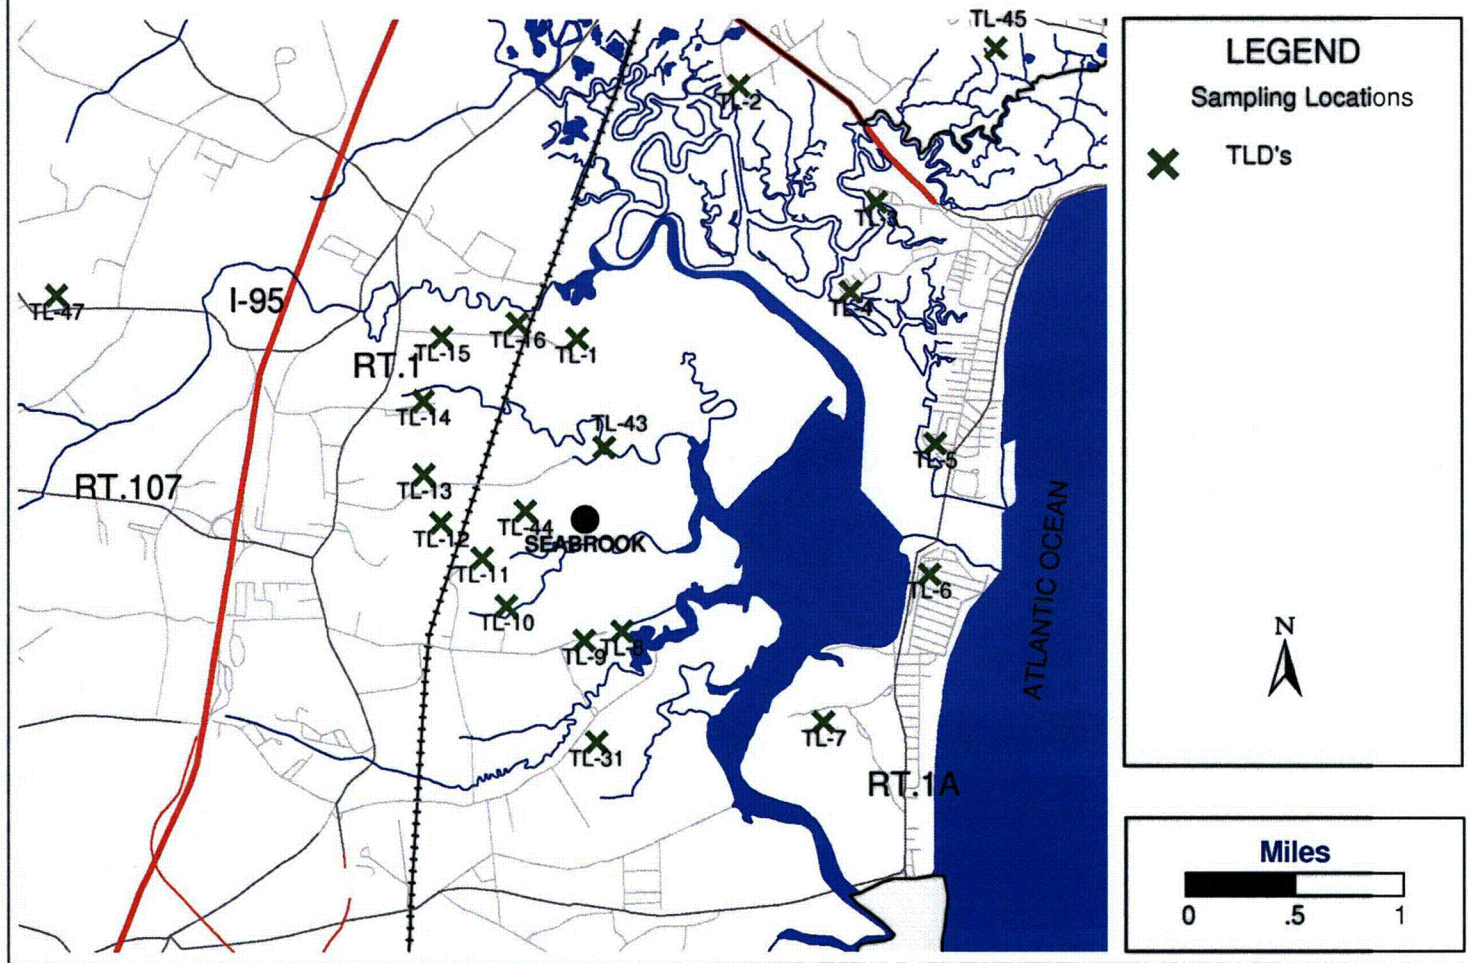 TL-45
LEGEND
Sampling Locations
TLD's
TL-2
TL-3
TL-4
TL-47
I-95
TL-16
TL-15
TL-1
RT.1
TL-14
TL-43
TL-5
TL-13
RT.107
TL-44
TL-12
SEABROOK
TL-11
TL-6
TL-10
TL-9
TL-8
ATLANTIC OCEAN
N
TL-7
TL-31
RT.1A
Miles
0 .5 1